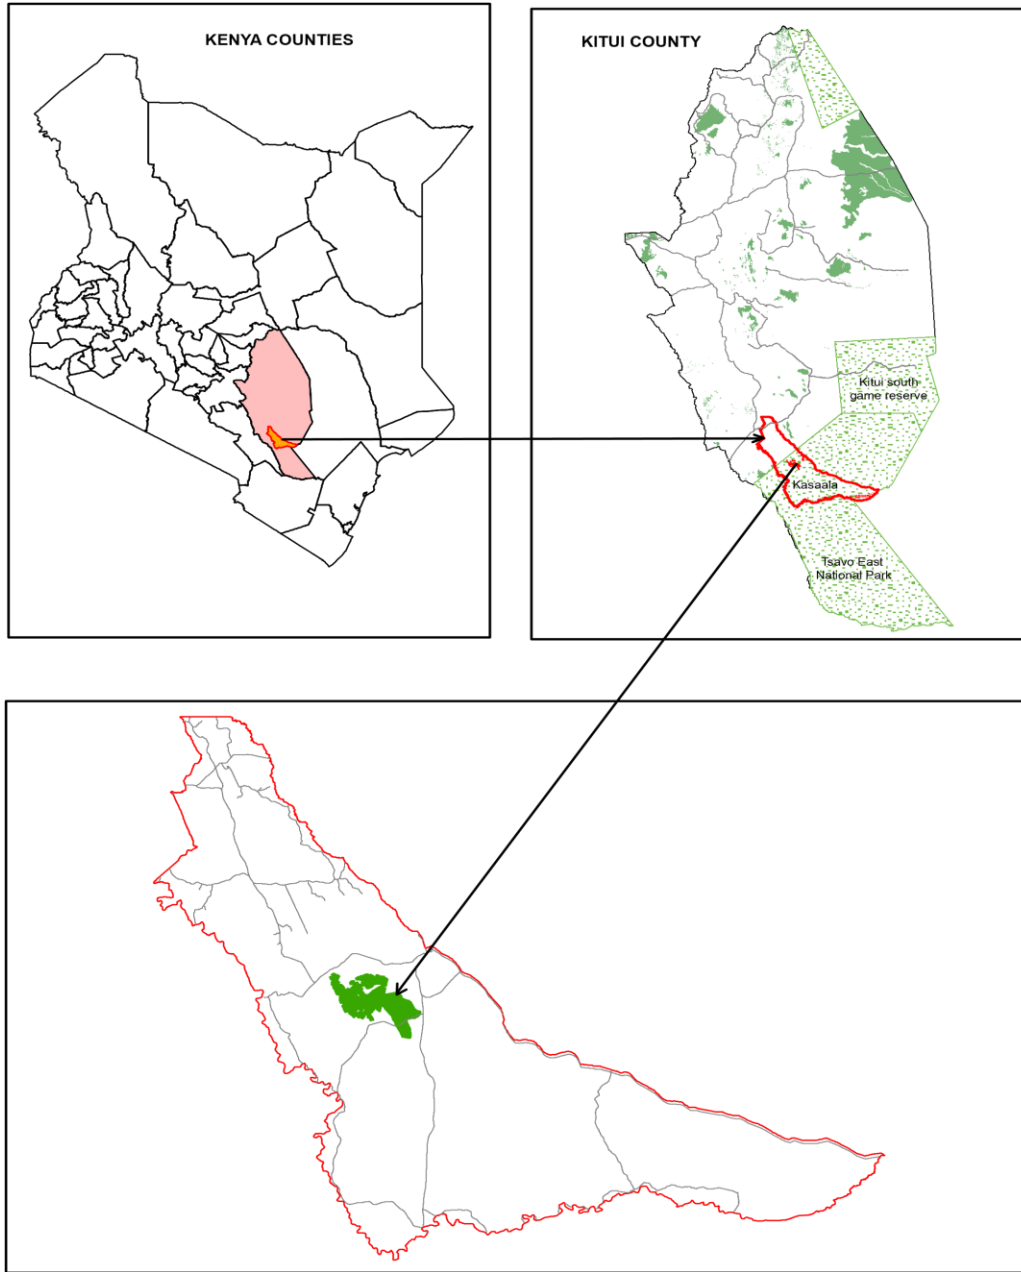 KENYA COUNTIES
KITUI COUNTY
Kitui south
game reserve
Kasaala
Tsavo East
National Park